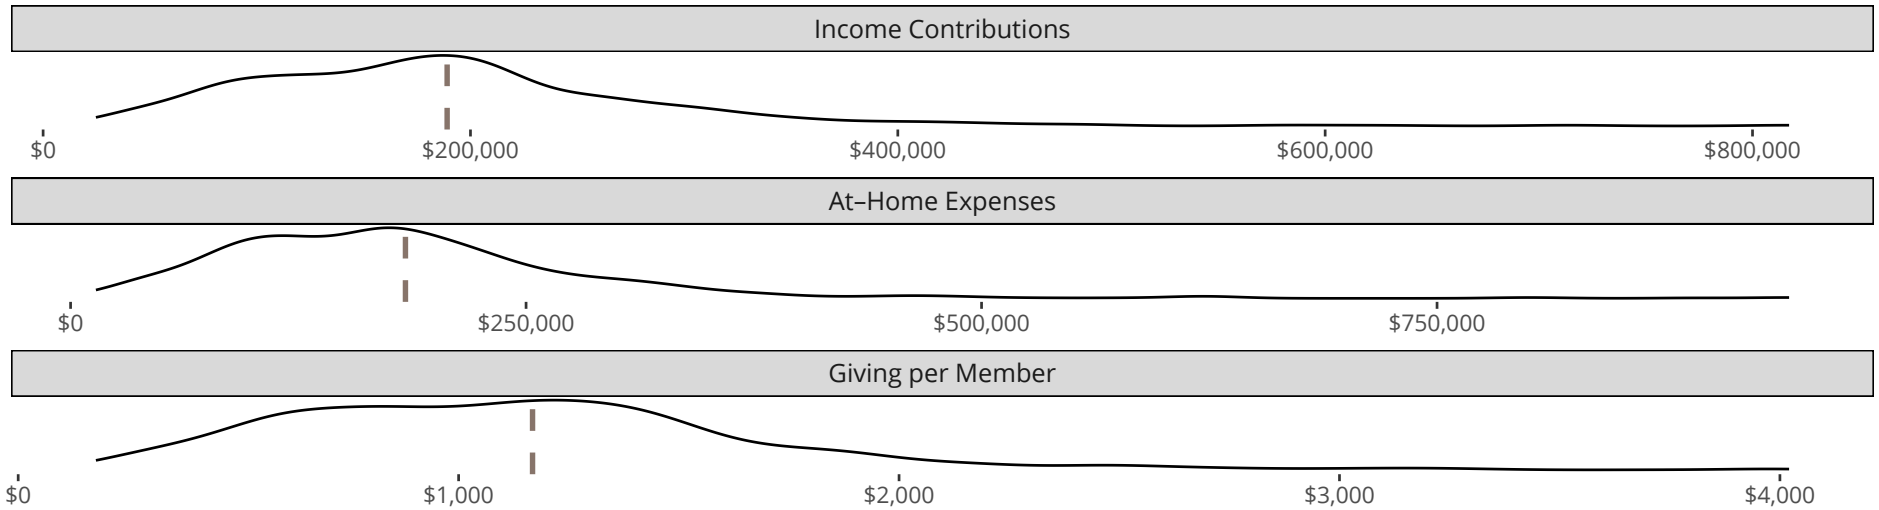 Income Contributions
$0 $200,000 $400,000 $600,000 $800,000
At–Home Expenses
$0 $250,000 $500,000 $750,000
Giving per Member
$0 $1,000 $2,000 $3,000 $4,000